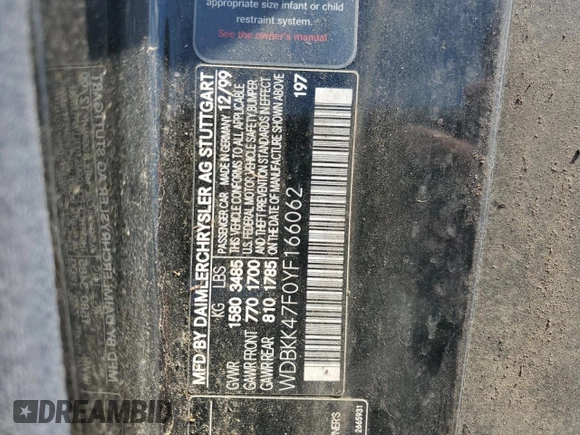 appropriate size infant or child
restraint system.
See the owner's manual.
MFD BY DAIMLERCHRYSLER AG STUTTGART
PASSENGER CAR MADE IN GERMANY 12/99
KG LBS THIS VEHICLE CONFORMS TO ALL APPLICABLE
GVWR 1580 3485 U.S. FEDERAL MOTOR VEHICLE SAFETY BUMPER
GAWR FRONT 770 1700 AND THEFT PREVENTION STANDARDS IN EFFECT
GAWR REAR 810 1785 ON THE DATE OF MANUFACTURE SHOWN ABOVE
197
WDBKK47F0YF166062
2665931
DREAMBID